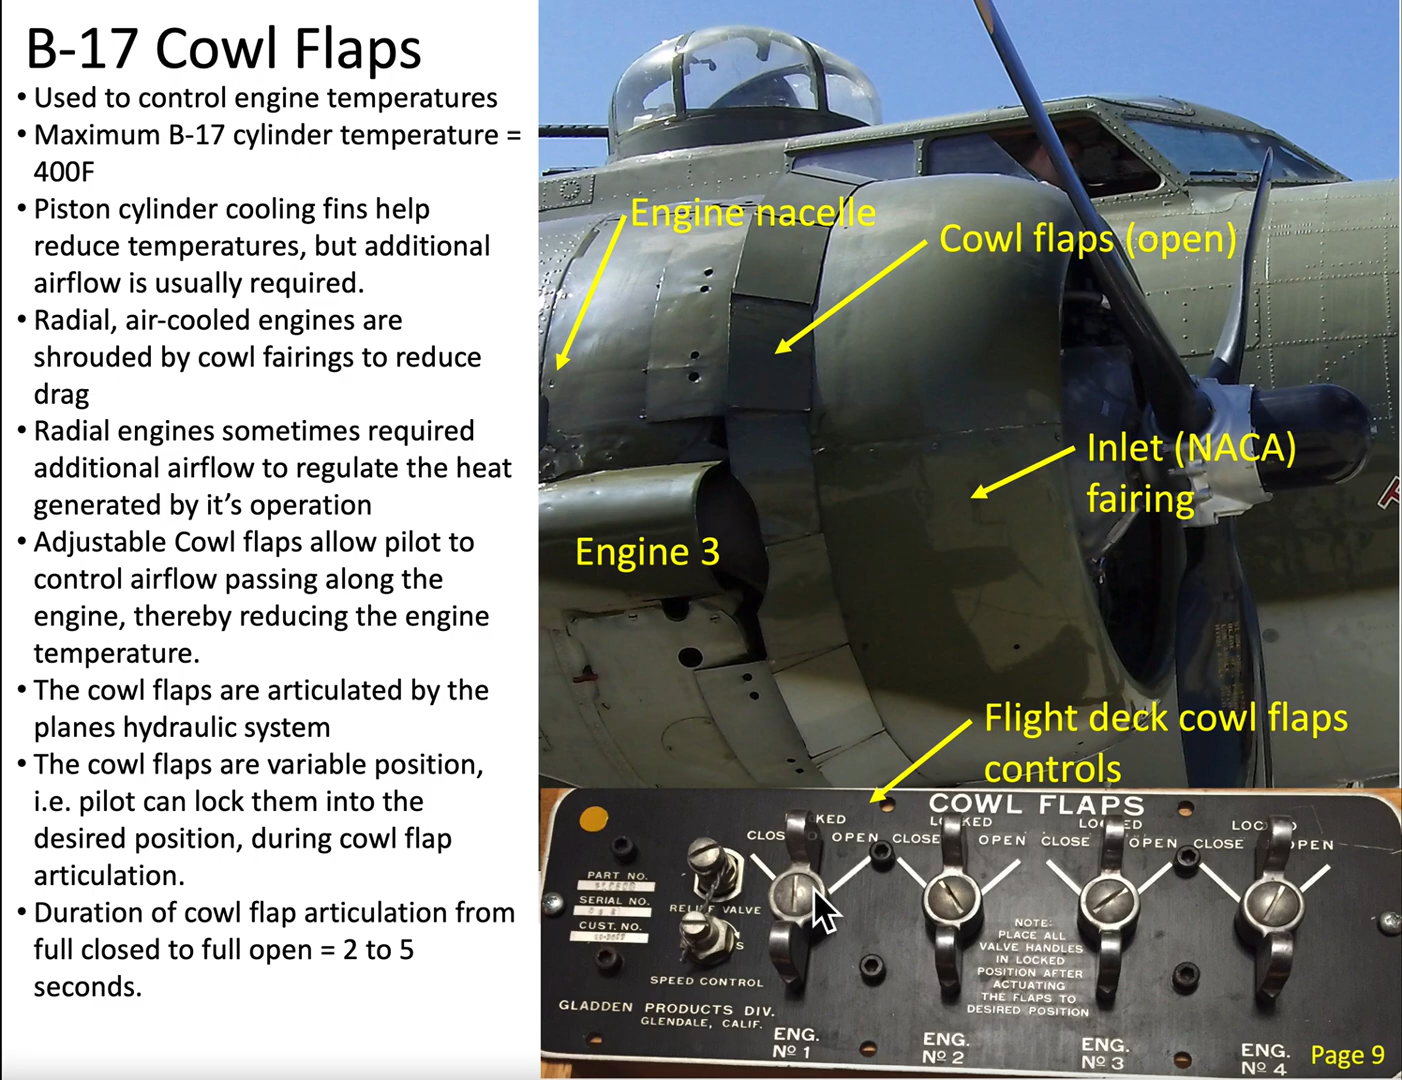 B-17 Cowl Flaps
• Used to control engine temperatures
• Maximum B-17 cylinder temperature =
400F
• Piston cylinder cooling fins help
reduce temperatures, but additional
airflow is usually required.
• Radial, air-cooled engines are
shrouded by cowl fairings to reduce
drag
• Radial engines sometimes required
additional airflow to regulate the heat
generated by it's operation
• Adjustable Cowl flaps allow pilot to
control airflow passing along the
engine, thereby reducing the engine
temperature.
• The cowl flaps are articulated by the
planes hydraulic system
• The cowl flaps are variable position,
i.e. pilot can lock them into the
desired position, during cowl flap
articulation.
• Duration of cowl flap articulation from
full closed to full open = 2 to 5
seconds.
Engine nacelle
Cowl flaps (open)
Inlet (NACA)
fairing
Engine 3
Flight deck cowl flaps
controls
COWL FLAPS
OPEN CLOSE OPEN CLOSE OPEN CLOSE OPEN
PART NO.
SERIAL NO.
CUST. NO.
RELIEF VALVE
SPEED CONTROL
GLADDEN PRODUCTS DIV.
GLENDALE, CALIF.
NOTE:
PLACE ALL
VALVE HANDLES
IN LOCKED
POSITION AFTER
ACTUATING
THE FLAPS TO
DESIRED POSITION
ENG.
Nº 1
ENG.
Nº 2
ENG.
Nº 3
ENG.
Nº 4
Page 9